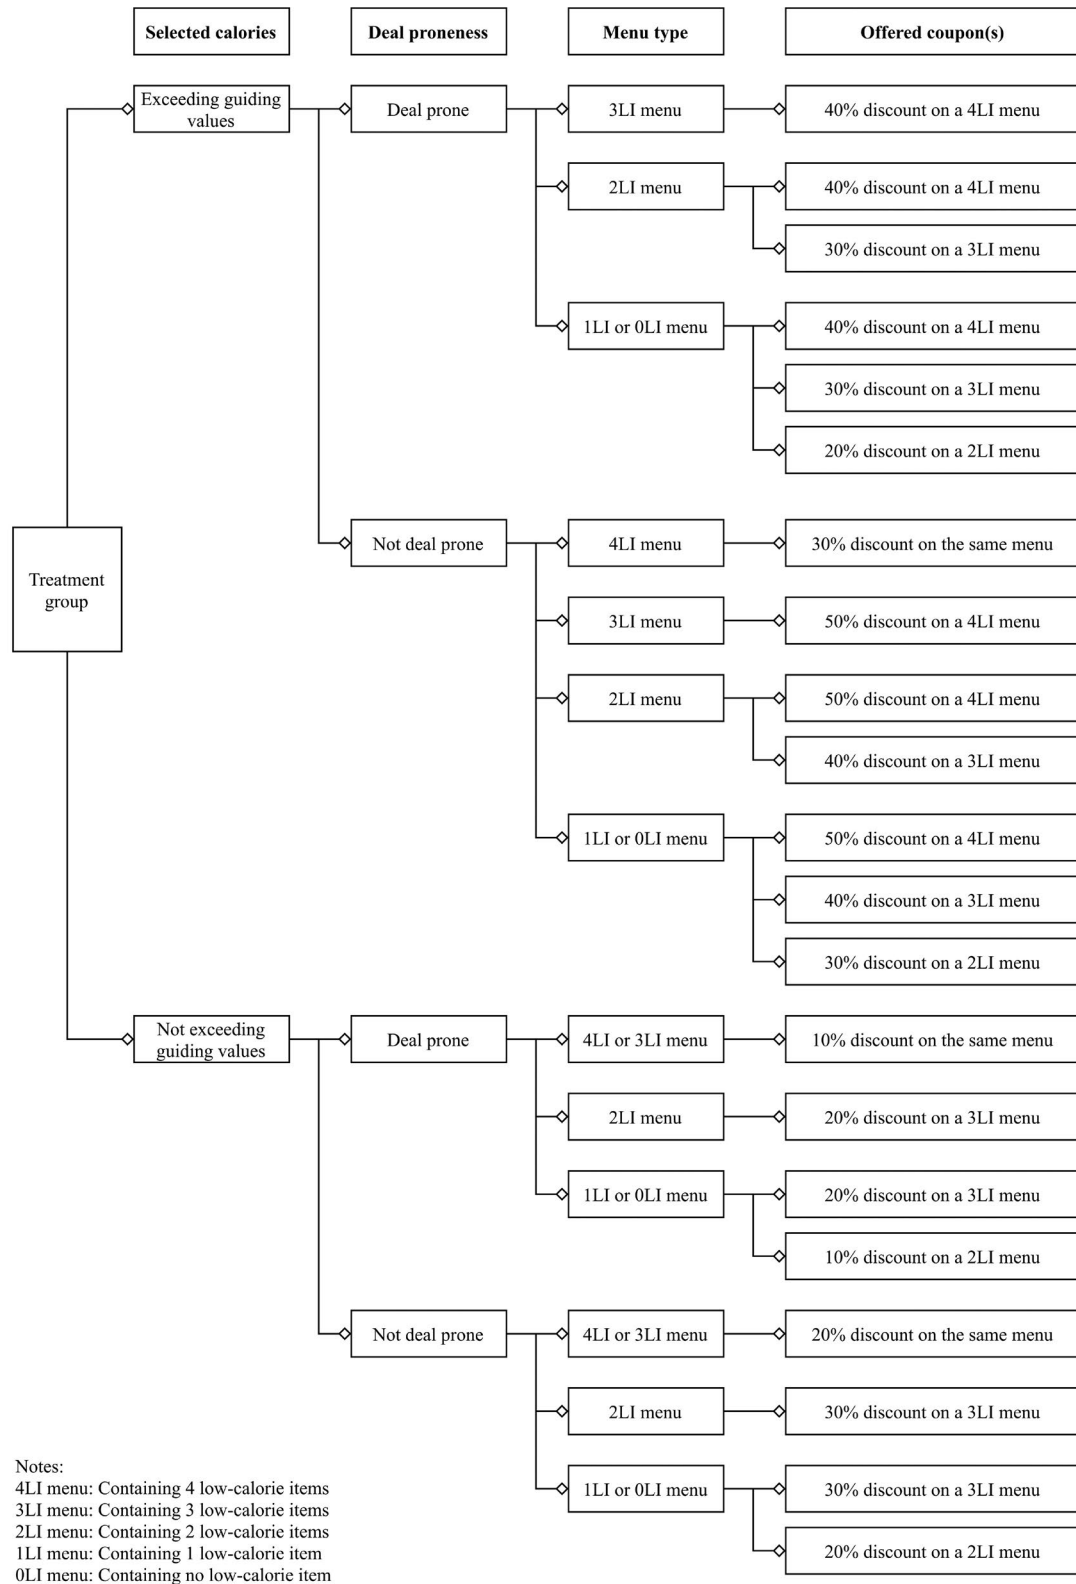 Selected calories
Deal proneness
Menu type
Offered coupon(s)
Exceeding guiding
values
Deal prone
3LI menu
40% discount on a 4LI menu
2LI menu
40% discount on a 4LI menu
30% discount on a 3LI menu
1LI or 0LI menu
40% discount on a 4LI menu
30% discount on a 3LI menu
20% discount on a 2LI menu
Treatment
group
Not deal prone
4LI menu
30% discount on the same menu
3LI menu
50% discount on a 4LI menu
2LI menu
50% discount on a 4LI menu
40% discount on a 3LI menu
1LI or 0LI menu
50% discount on a 4LI menu
40% discount on a 3LI menu
30% discount on a 2LI menu
Not exceeding
guiding values
Deal prone
4LI or 3LI menu
10% discount on the same menu
2LI menu
20% discount on a 3LI menu
1LI or 0LI menu
20% discount on a 3LI menu
10% discount on a 2LI menu
Not deal prone
4LI or 3LI menu
20% discount on the same menu
2LI menu
30% discount on a 3LI menu
1LI or 0LI menu
30% discount on a 3LI menu
20% discount on a 2LI menu
Notes:
4LI menu: Containing 4 low-calorie items
3LI menu: Containing 3 low-calorie items
2LI menu: Containing 2 low-calorie items
1LI menu: Containing 1 low-calorie item
0LI menu: Containing no low-calorie item